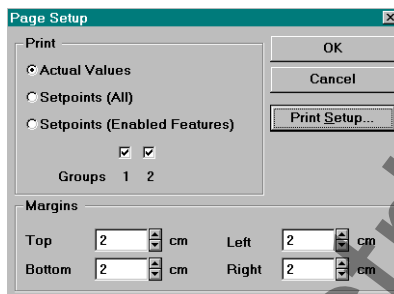 Page Setup
Print
Actual Values
Setpoints (All)
Setpoints (Enabled Features)
Groups 1 2
OK
Cancel
Print Setup...
Margins
Top 2 cm Left 2 cm
Bottom 2 cm Right 2 cm